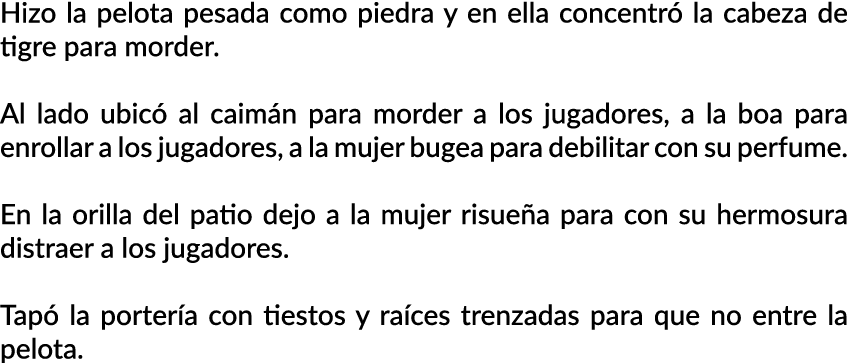 Hizo la pelota pesada como piedra y en ella concentró la cabeza de
tigre para morder.
Al lado ubicó al caimán para morder a los jugadores, a la boa para
enrollar a los jugadores, a la mujer bugea para debilitar con su perfume.
En la orilla del patio dejo a la mujer risueña para con su hermosura
distraer a los jugadores.
Tapó la portería con tiestos y raíces trenzadas para que no entre la
pelota.